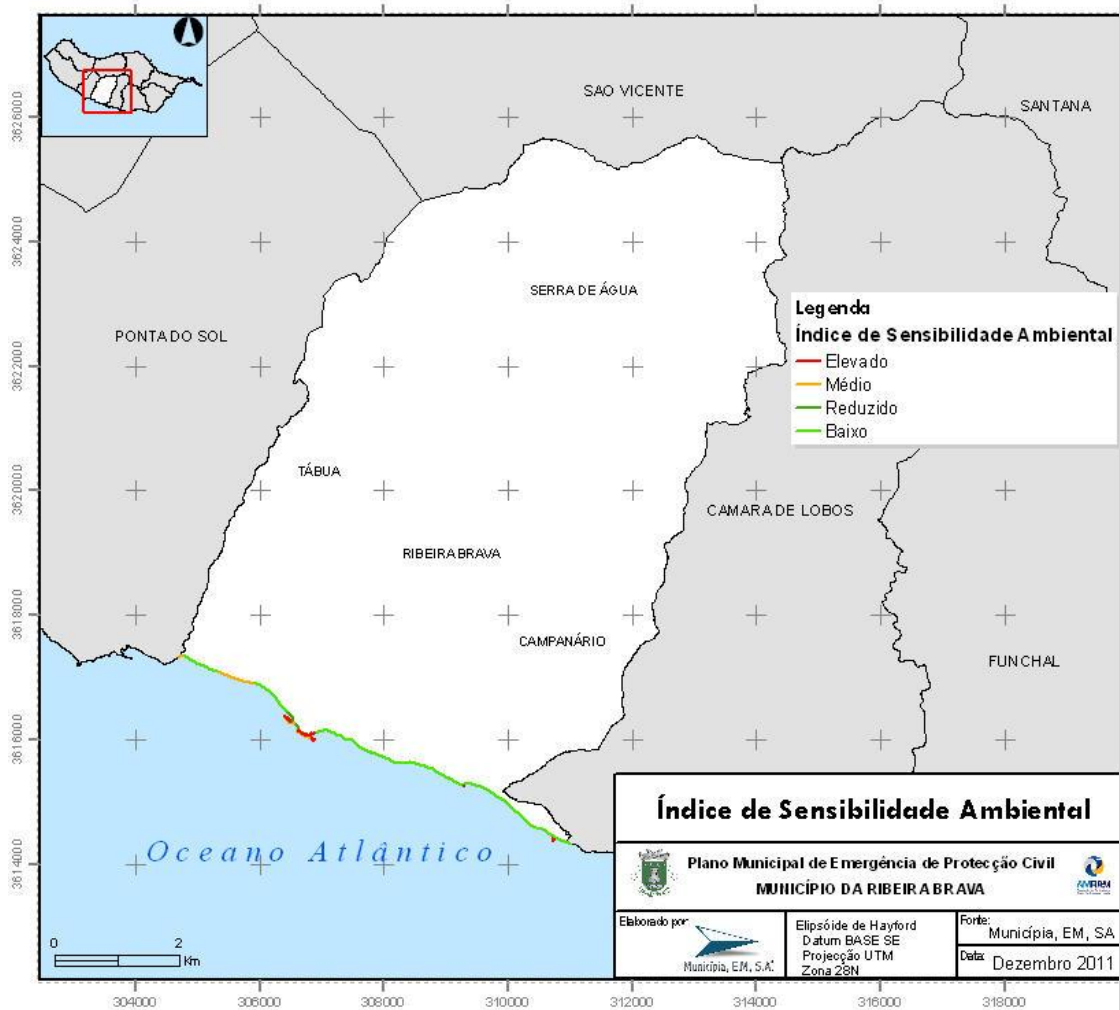 SAO VICENTE
SANTANA
SERRA DE ÁGUA
PONTA DO SOL
Legenda
Índice de Sensibilidade Ambiental
Elevado
Médio
Reduzido
Baixo
TÁBUA
CAMARA DE LOBOS
RIBEIRA BRAVA
CAMPANÁRIO
FUNCHAL
Oceano Atlântico
3626000
3624000
3622000
3620000
3618000
3616000
3614000
0 2
Km
Índice de Sensibilidade Ambiental
Plano Municipal de Emergência de Protecção Civil
MUNICÍPIO DA RIBEIRA BRAVA
AMRAM
Elaborado por:
Municípia, E.M, S.A.
Elipsóide de Hayford
Datum BASE SE
Projecção UTM
Zona 28N
Fonte:
Municípia, EM, SA
Data:
Dezembro 2011
304000 306000 308000 310000 312000 314000 316000 318000